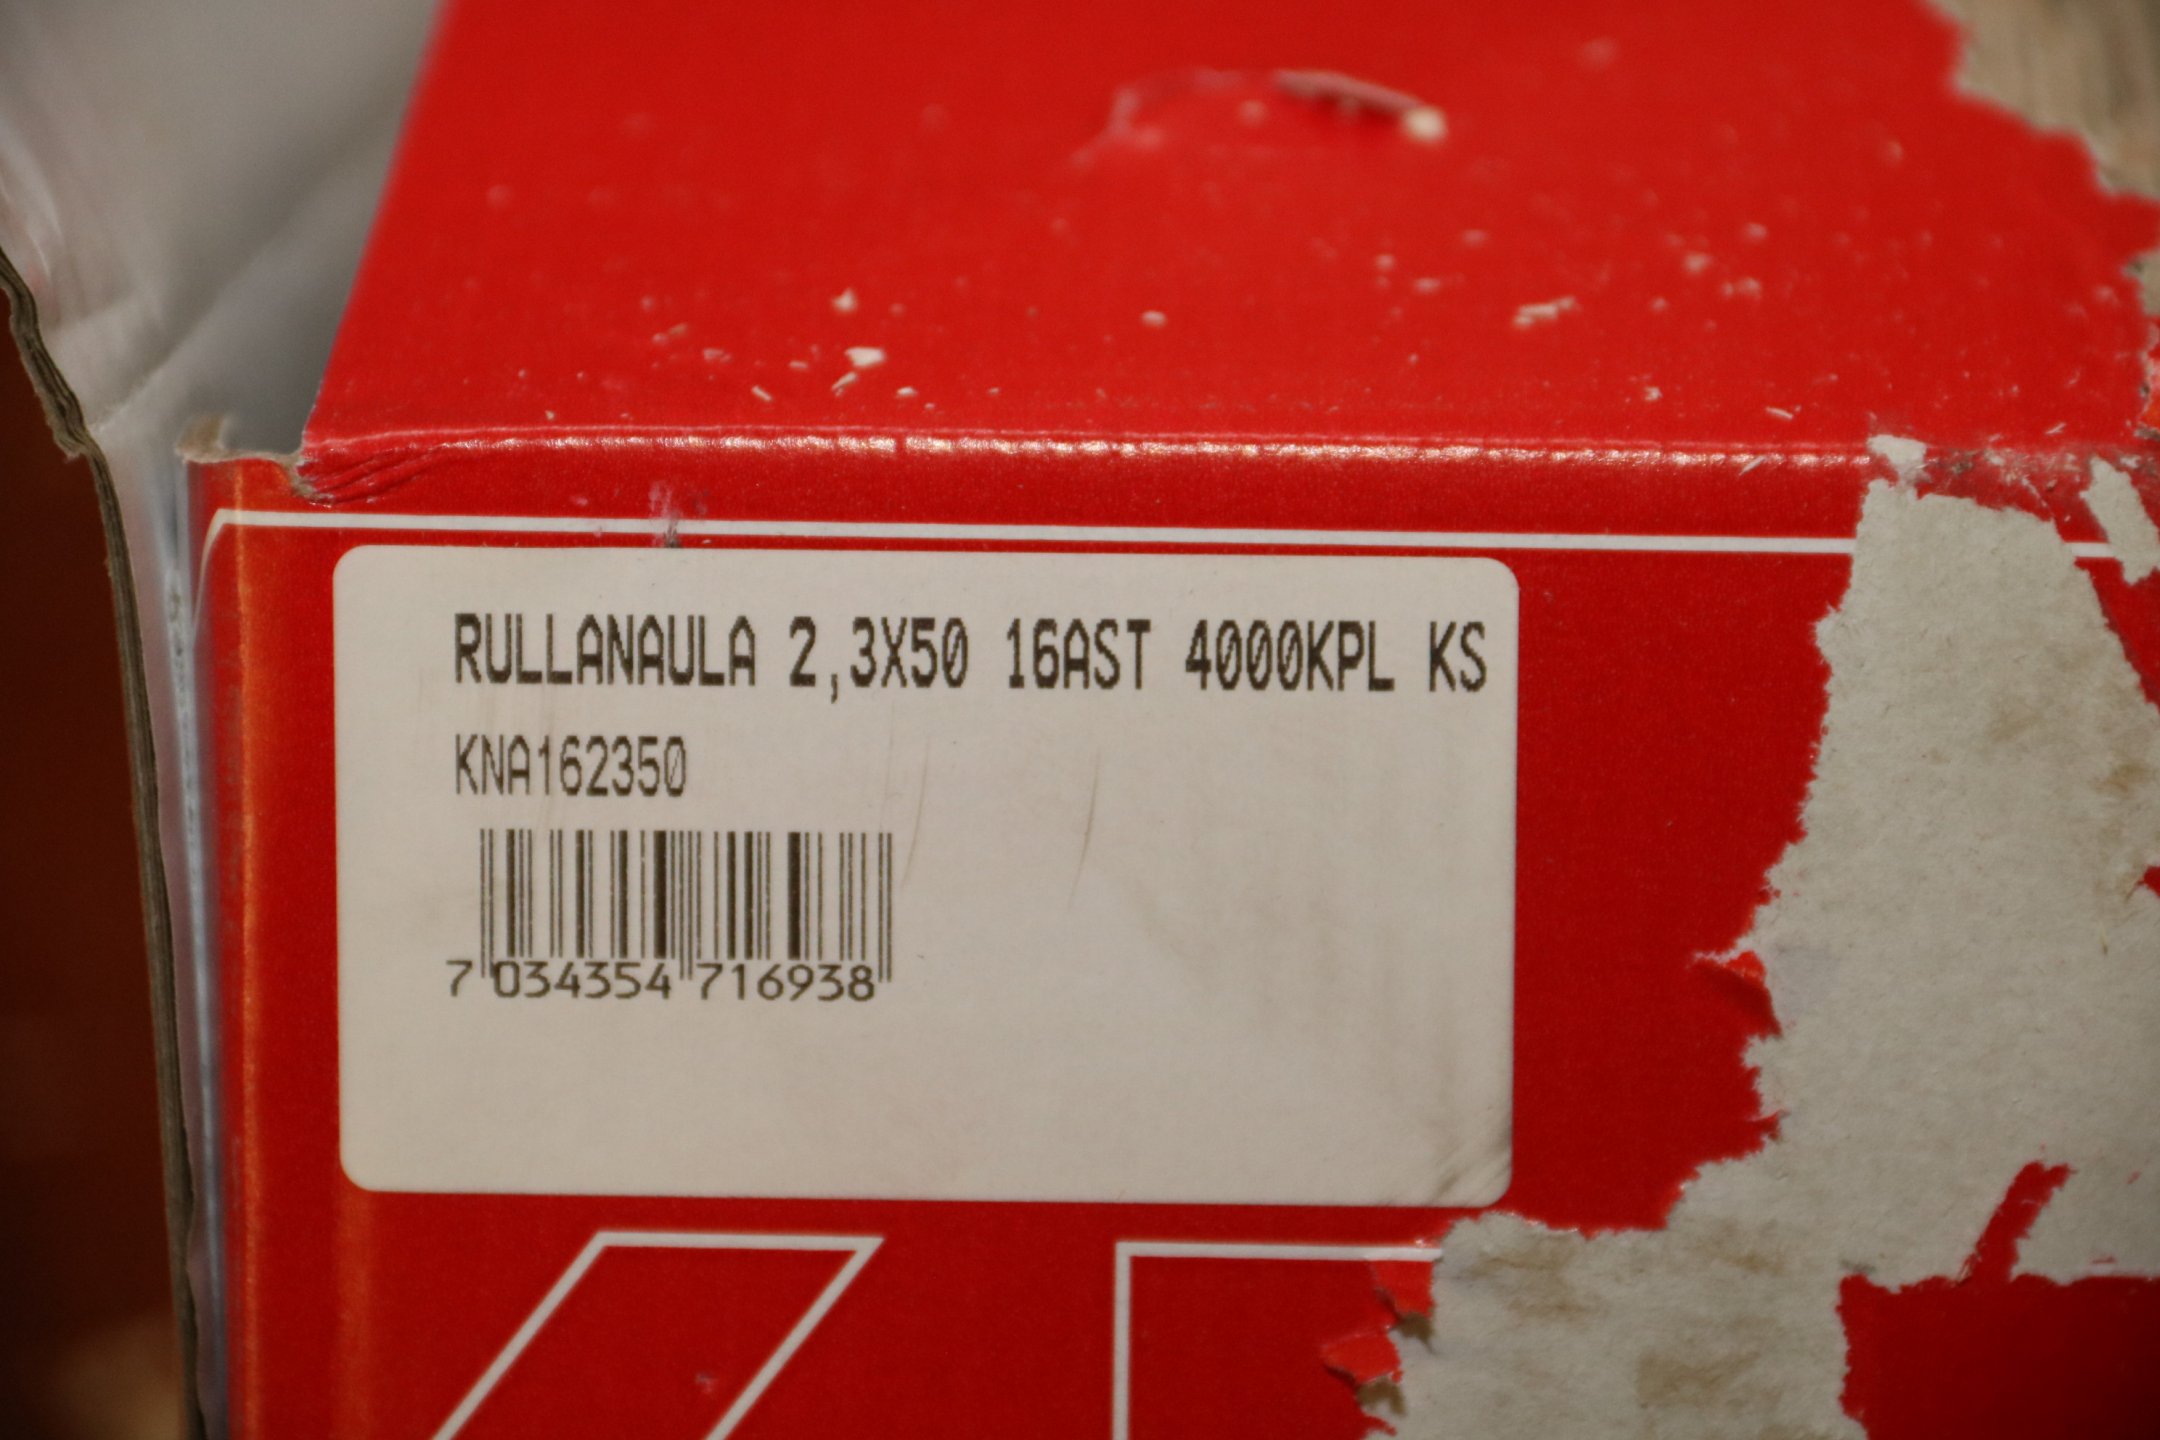 RULLANAULA 2,3X50 16AST 4000KPL KS
KNA162350
7 034354 716938